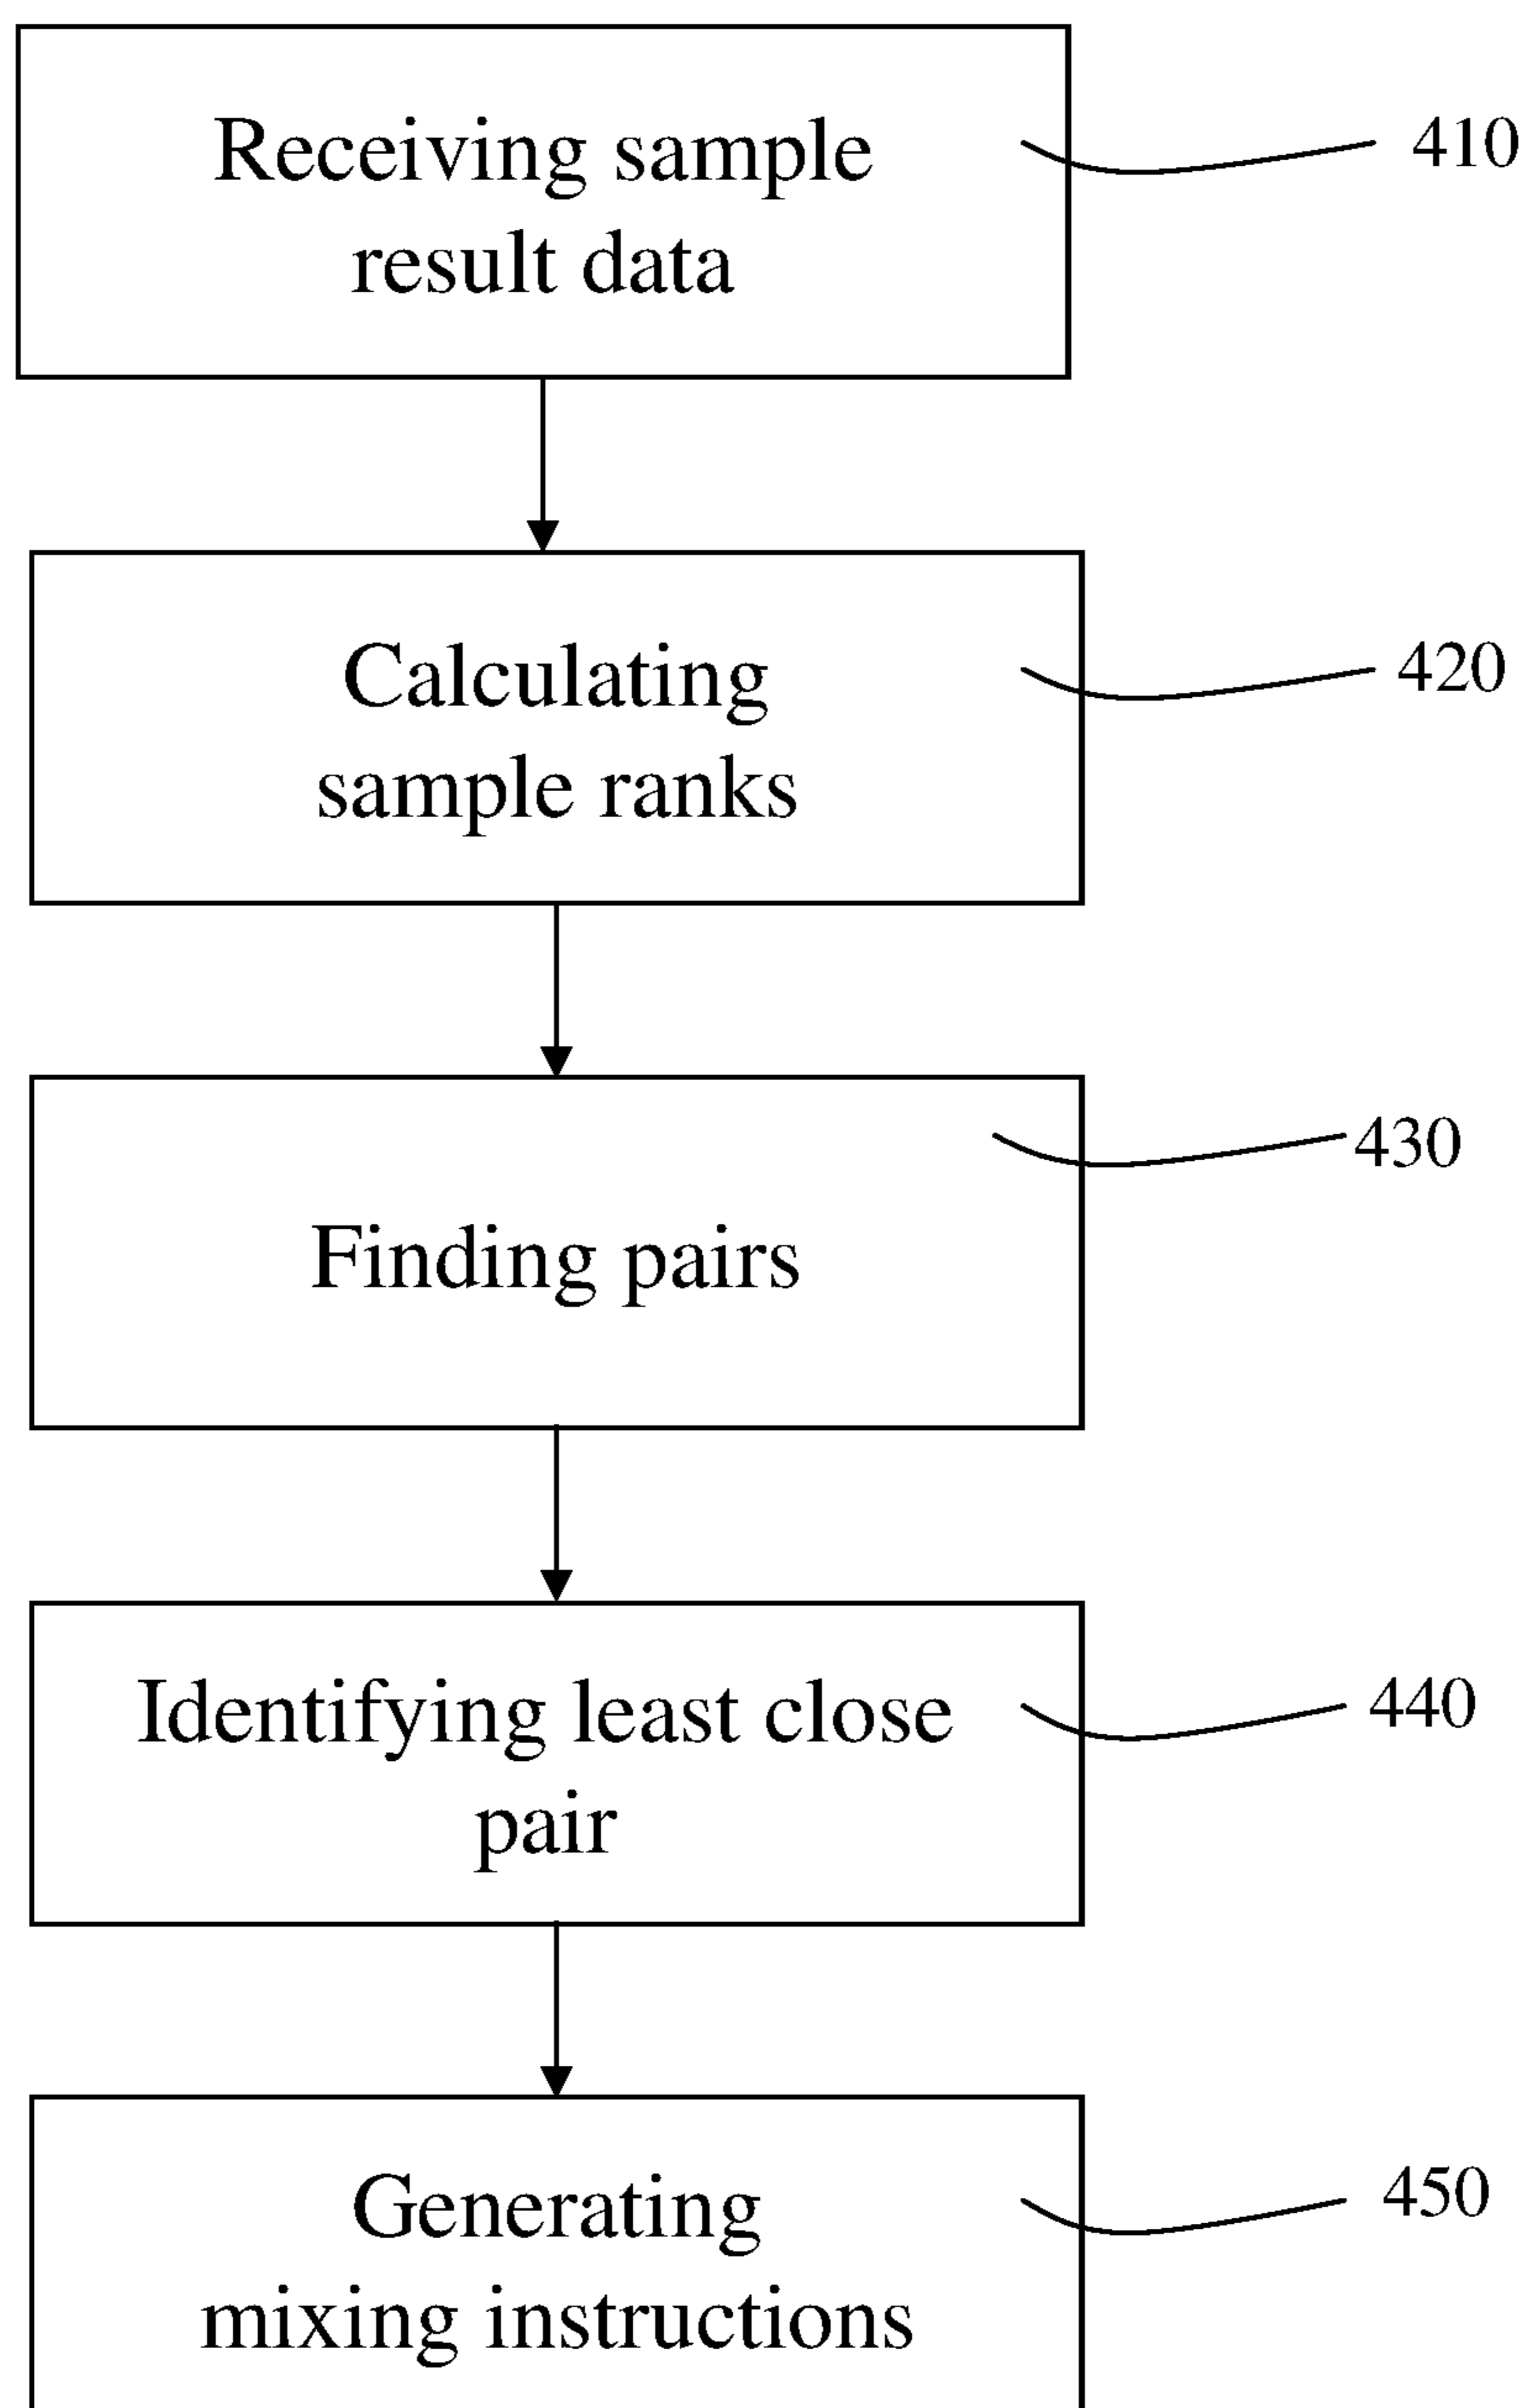 Receiving sample
result data
410
Calculating
sample ranks
420
430
Finding pairs
Identifying least close
pair
440
Generating
mixing instructions
450